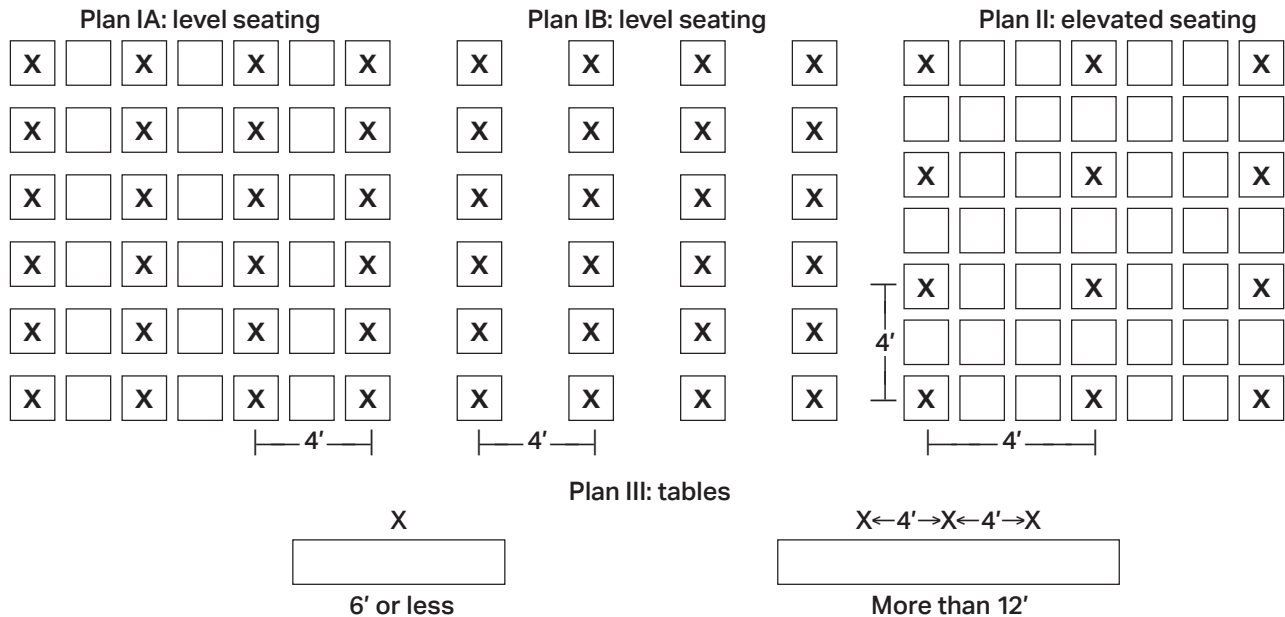 Plan IA: level seating Plan IB: level seating Plan II: elevated seating
X X X X X X X X X X X
X X X X X X X X
X X X X X X X X X X X
X X X X X X X X
X X X X X X X X X X X
4′
X X X X X X X X
X X X X X X X X X X X
4′ 4′ 4′
Plan III: tables
X X←4′→X←4′→X
6′ or less More than 12′